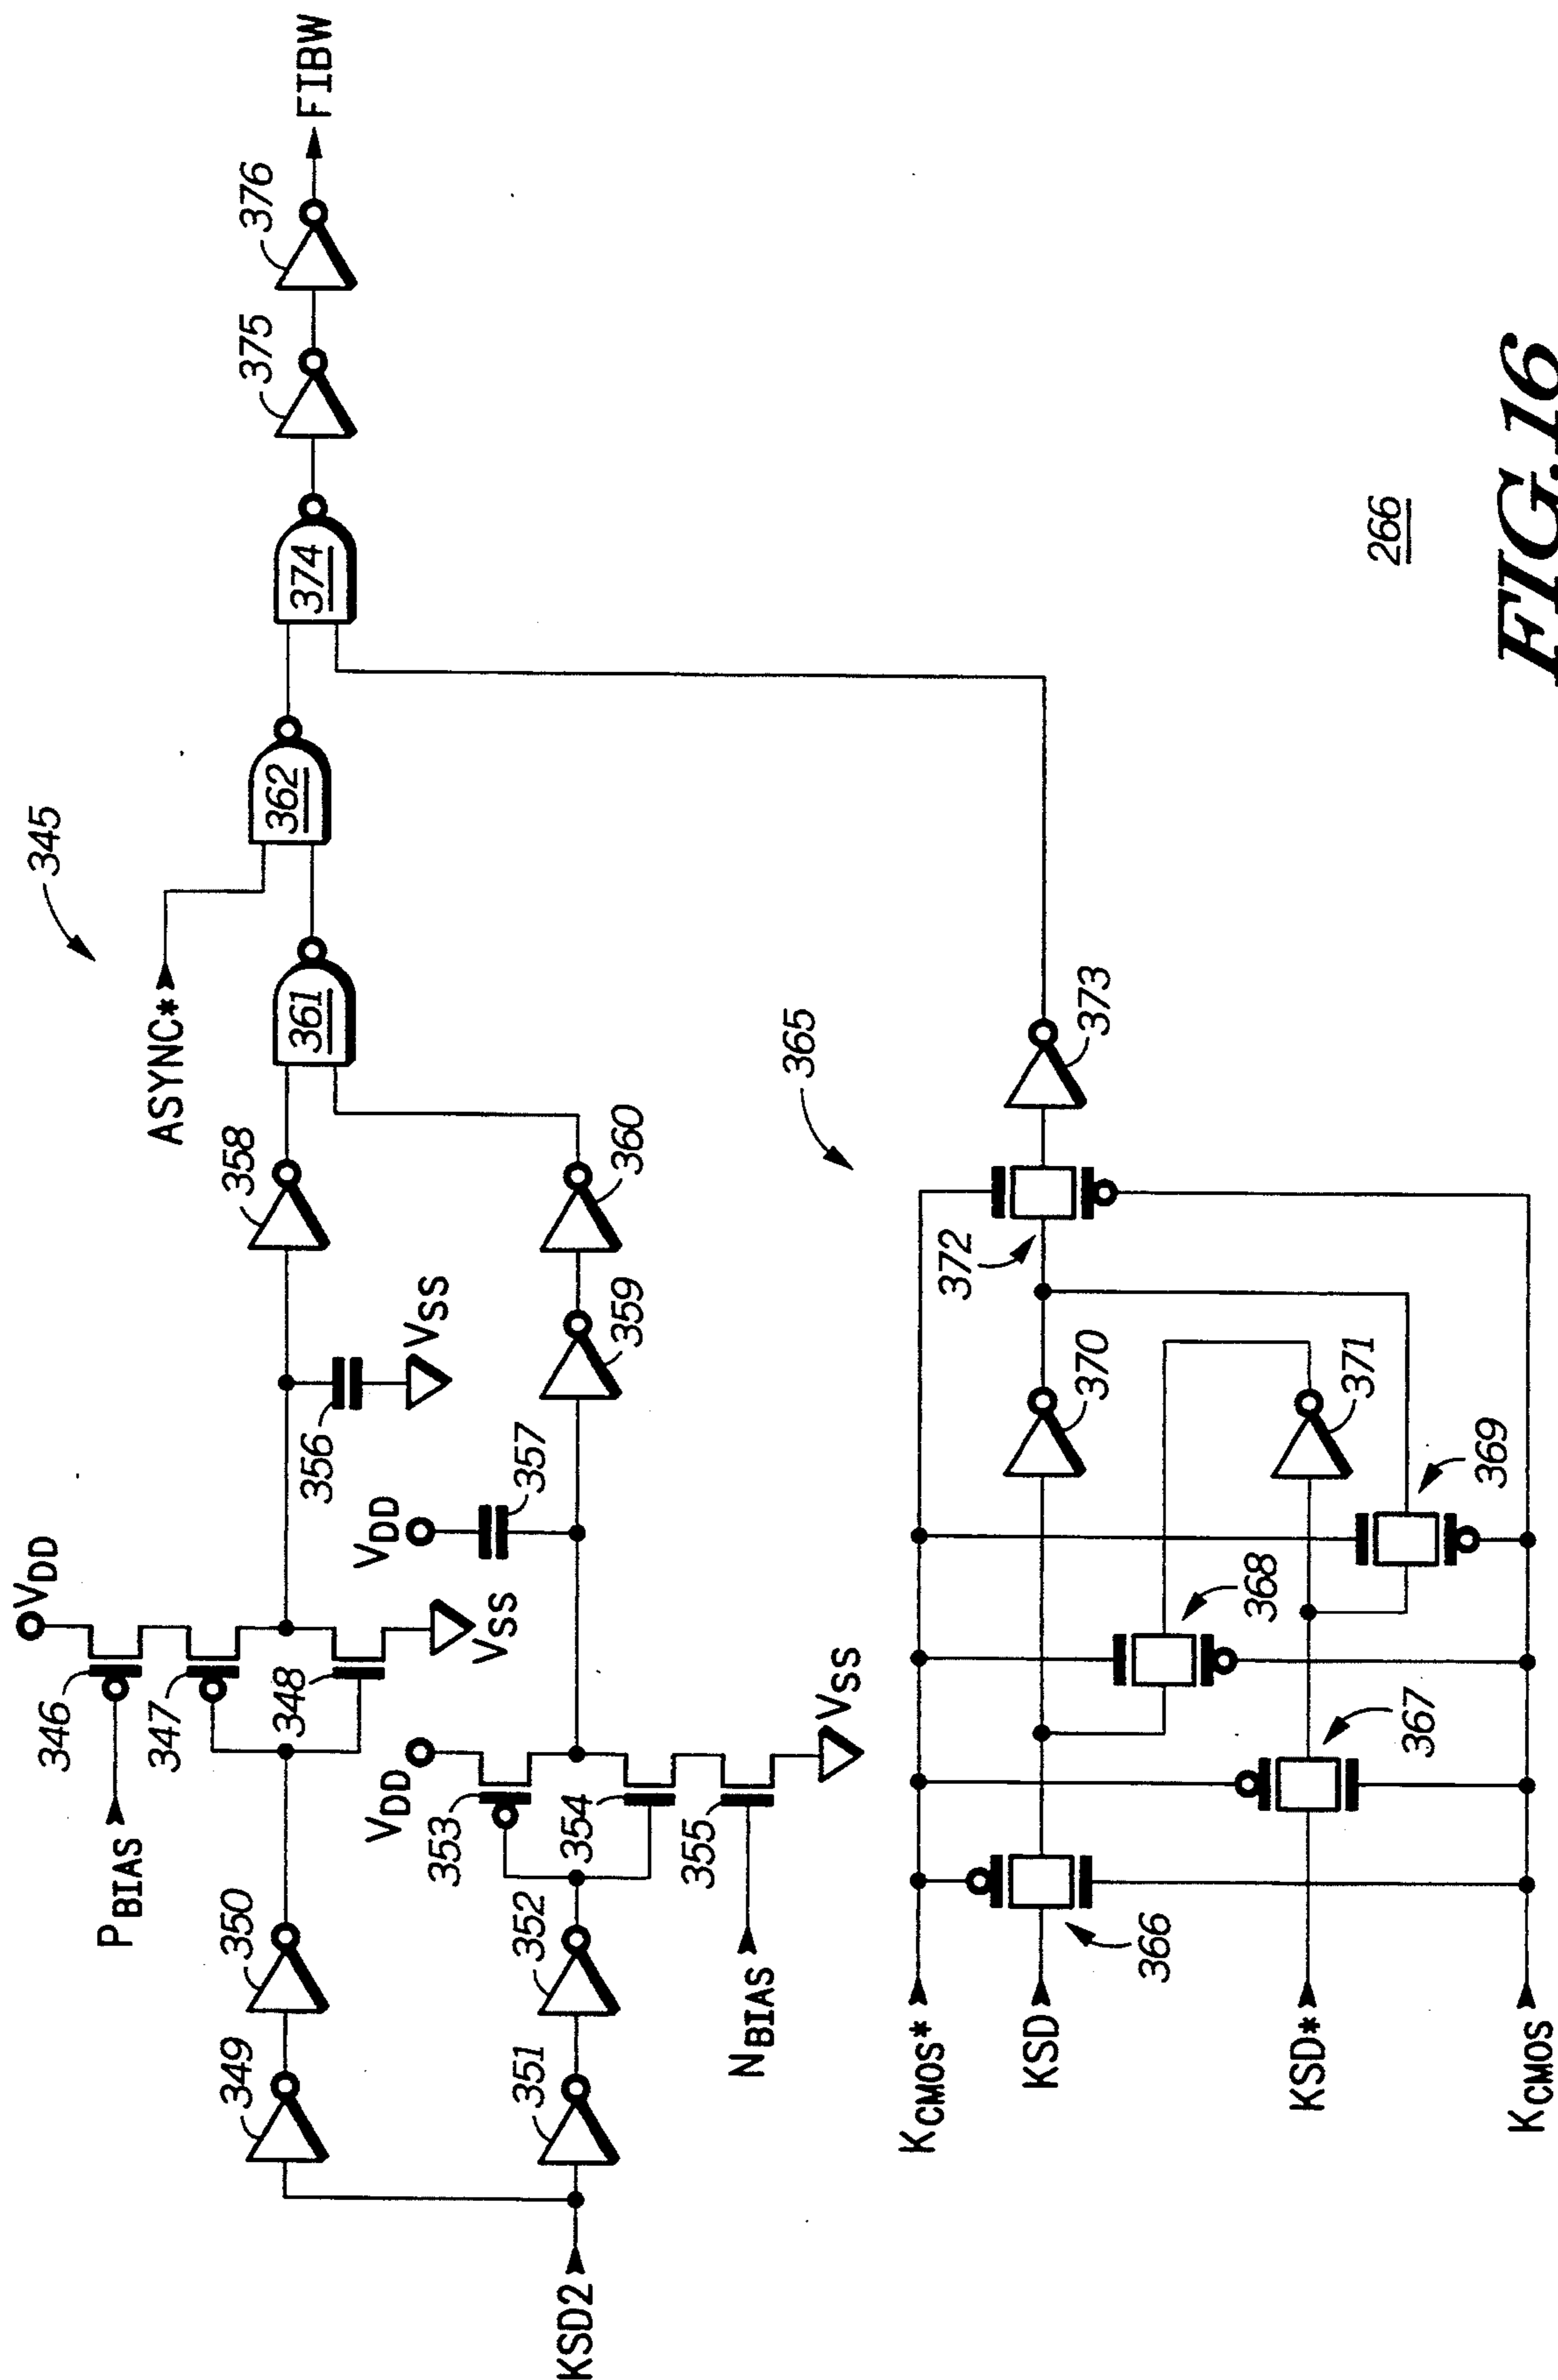 345
VDD
346
PBIAS
347
348
VSS
349
350
356
VSS
358
ASYNC*
361
362
374
375
376
FIBW
KSD2
351
352
VDD
353
354
355
NBIAS
VSS
VDD
357
359
360
365
KCMOS*
KSD
KSD*
KCMOS
366
367
368
369
370
371
372
373
266
FIG.16